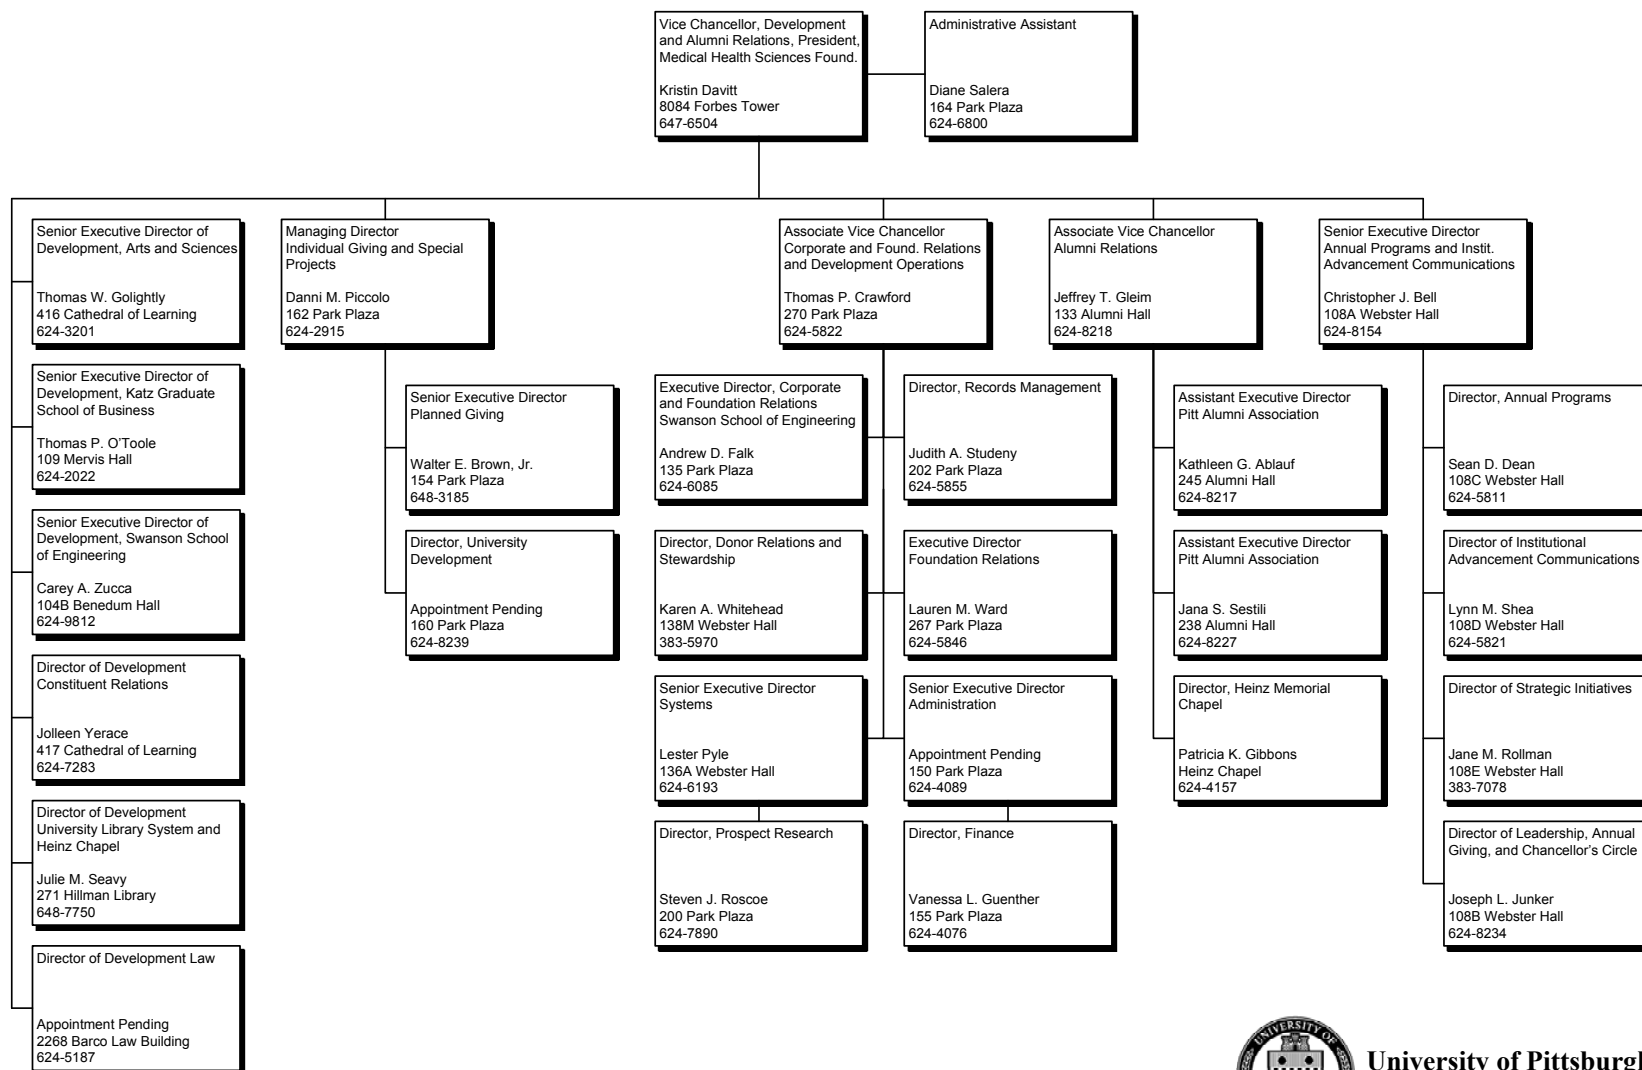 Vice Chancellor, Development
and Alumni Relations, President,
Medical Health Sciences Found.
Kristin Davitt
8084 Forbes Tower
647-6504
Administrative Assistant
Diane Salera
164 Park Plaza
624-6800
Senior Executive Director of
Development, Arts and Sciences
Thomas W. Golightly
416 Cathedral of Learning
624-3201
Senior Executive Director of
Development, Katz Graduate
School of Business
Thomas P. O'Toole
109 Mervis Hall
624-2022
Senior Executive Director of
Development, Swanson School
of Engineering
Carey A. Zucca
104B Benedum Hall
624-9812
Director of Development
Constituent Relations
Jolleen Yerace
417 Cathedral of Learning
624-7283
Director of Development
University Library System and
Heinz Chapel
Julie M. Seavy
271 Hillman Library
648-7750
Director of Development Law
Appointment Pending
2268 Barco Law Building
624-5187
Managing Director
Individual Giving and Special
Projects
Danni M. Piccolo
162 Park Plaza
624-2915
Senior Executive Director
Planned Giving
Walter E. Brown, Jr.
154 Park Plaza
648-3185
Director, University
Development
Appointment Pending
160 Park Plaza
624-8239
Associate Vice Chancellor
Corporate and Found. Relations
and Development Operations
Thomas P. Crawford
270 Park Plaza
624-5822
Executive Director, Corporate
and Foundation Relations
Swanson School of Engineering
Andrew D. Falk
135 Park Plaza
624-6085
Director, Records Management
Judith A. Studeny
202 Park Plaza
624-5855
Director, Donor Relations and
Stewardship
Karen A. Whitehead
138M Webster Hall
383-5970
Executive Director
Foundation Relations
Lauren M. Ward
267 Park Plaza
624-5846
Senior Executive Director
Systems
Lester Pyle
136A Webster Hall
624-6193
Senior Executive Director
Administration
Appointment Pending
150 Park Plaza
624-4089
Director, Prospect Research
Steven J. Roscoe
200 Park Plaza
624-7890
Director, Finance
Vanessa L. Guenther
155 Park Plaza
624-4076
Associate Vice Chancellor
Alumni Relations
Jeffrey T. Gleim
133 Alumni Hall
624-8218
Assistant Executive Director
Pitt Alumni Association
Kathleen G. Ablauf
245 Alumni Hall
624-8217
Assistant Executive Director
Pitt Alumni Association
Jana S. Sestili
238 Alumni Hall
624-8227
Director, Heinz Memorial
Chapel
Patricia K. Gibbons
Heinz Chapel
624-4157
Senior Executive Director
Annual Programs and Instit.
Advancement Communications
Christopher J. Bell
108A Webster Hall
624-8154
Director, Annual Programs
Sean D. Dean
108C Webster Hall
624-5811
Director of Institutional
Advancement Communications
Lynn M. Shea
108D Webster Hall
624-5821
Director of Strategic Initiatives
Jane M. Rollman
108E Webster Hall
383-7078
Director of Leadership, Annual
Giving, and Chancellor's Circle
Joseph L. Junker
108B Webster Hall
624-8234
UNIVERSITY OF
University of Pittsburgh